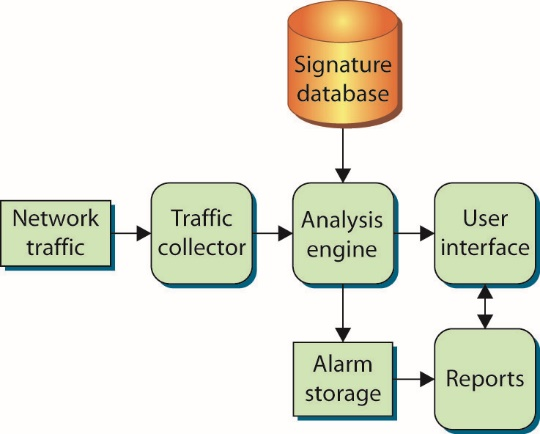 Signature
database
Network
traffic
Traffic
collector
Analysis
engine
User
interface
Alarm
storage
Reports